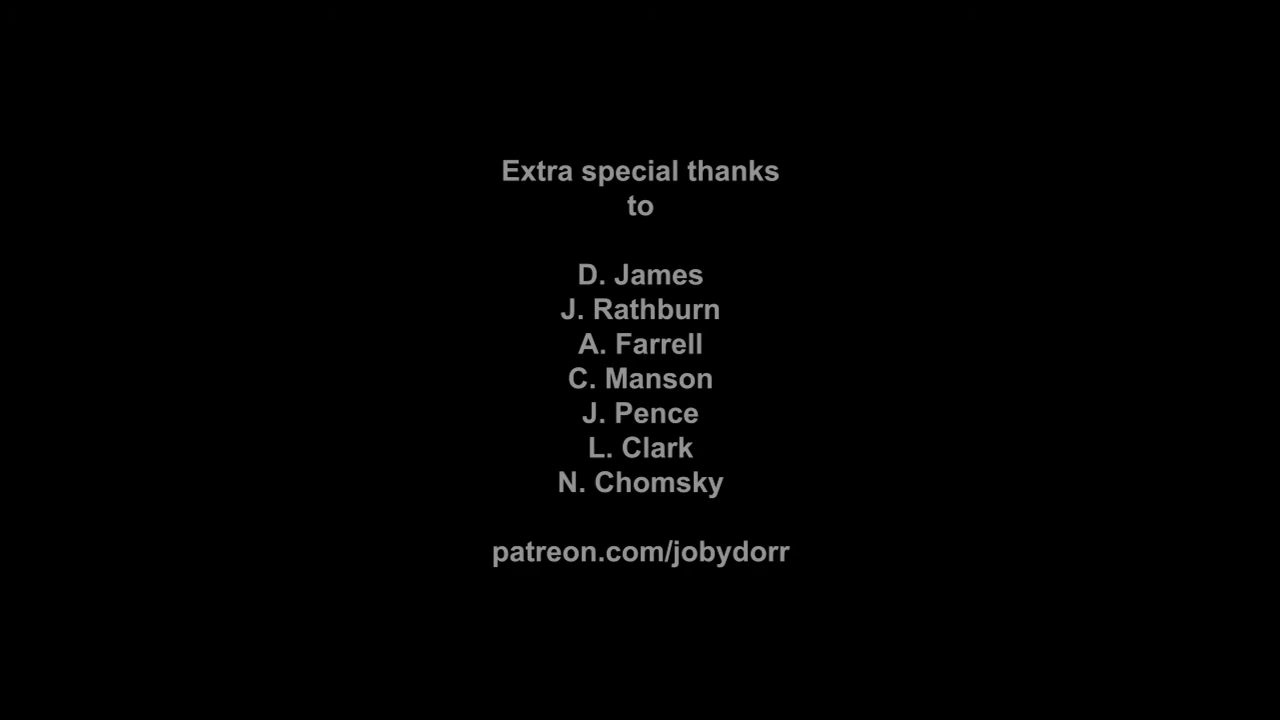 Extra special thanks
to
D. James
J. Rathburn
A. Farrell
C. Manson
J. Pence
L. Clark
N. Chomsky
patreon.com/jobydorr